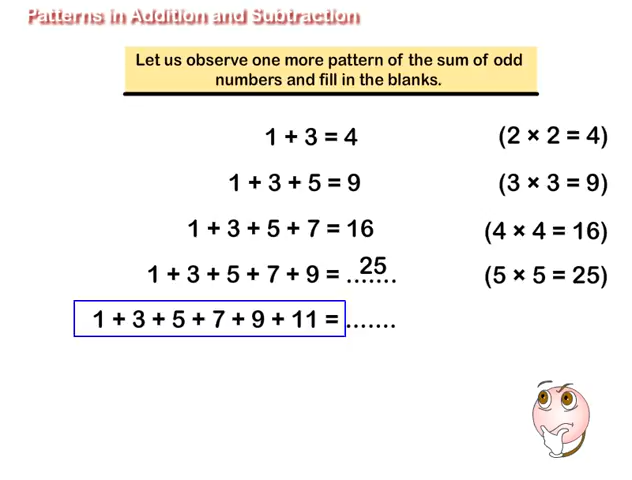 Patterns in Addition and Subtraction
Let us observe one more pattern of the sum of odd
numbers and fill in the blanks.
1 + 3 = 4 (2 × 2 = 4)
1 + 3 + 5 = 9 (3 × 3 = 9)
1 + 3 + 5 + 7 = 16 (4 × 4 = 16)
1 + 3 + 5 + 7 + 9 = ...25.... (5 × 5 = 25)
1 + 3 + 5 + 7 + 9 + 11 = .......